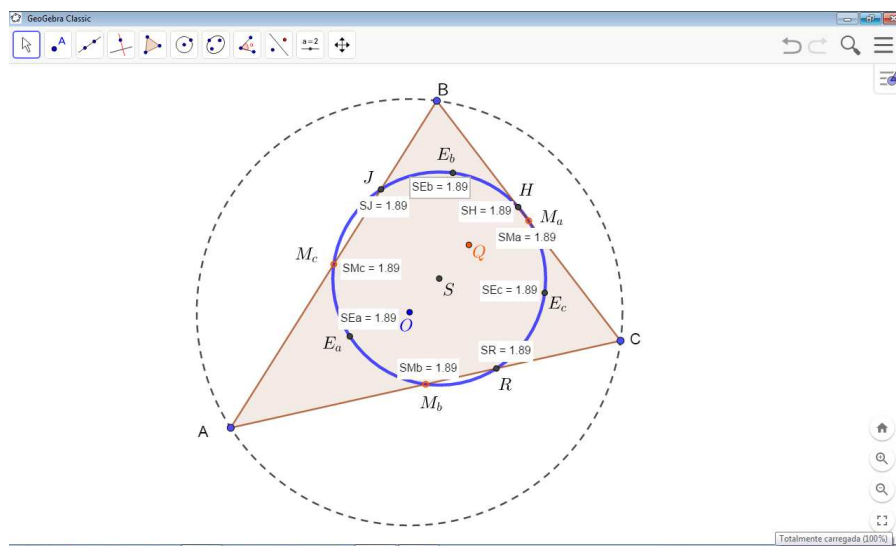 GeoGebra Classic
A
a = 2
B
E_b
J
SEb = 1.89
H
SJ = 1.89
SH = 1.89
M_a
SMa = 1.89
Q
M_c
SMc = 1.89
S
SEc = 1.89
E_c
SEa = 1.89
O
E_a
SR = 1.89
C
SMb = 1.89
R
M_b
A
Totalmente carregada (100%)